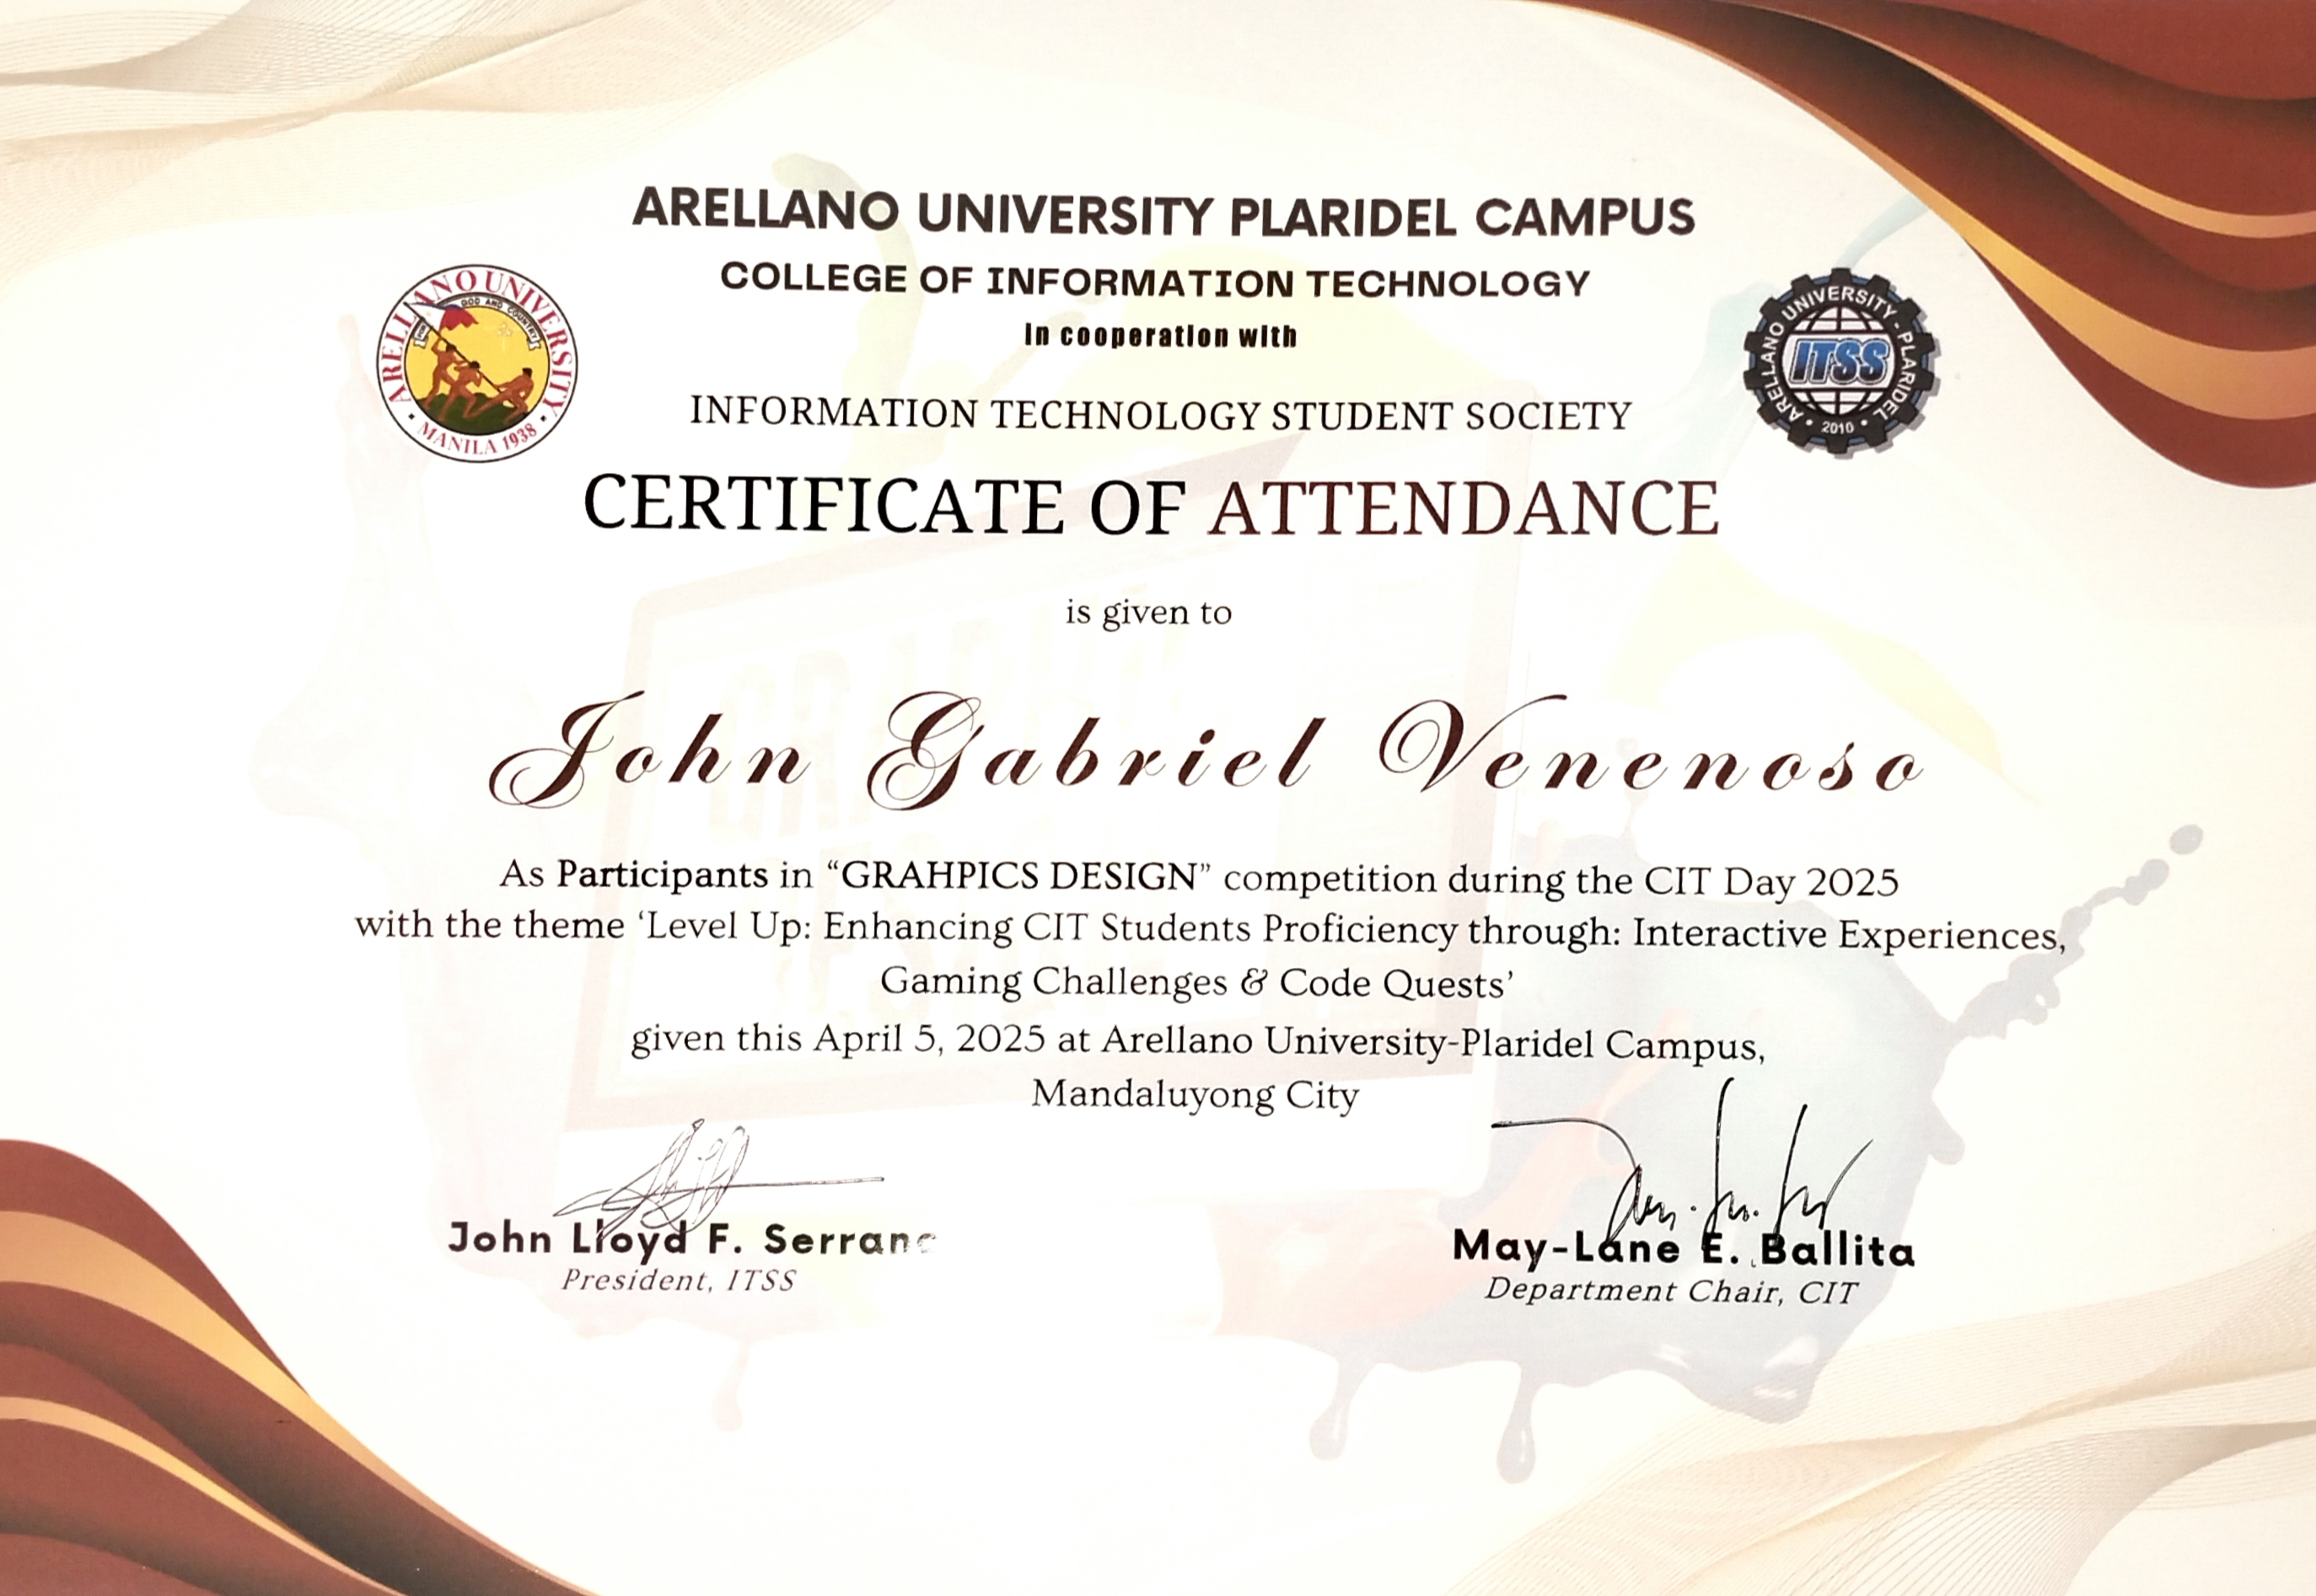 ARELLANO UNIVERSITY PLARIDEL CAMPUS
COLLEGE OF INFORMATION TECHNOLOGY
In cooperation with
INFORMATION TECHNOLOGY STUDENT SOCIETY
ARELLANO UNIVERSITY
FOR GOD AND COUNTRY
MANILA 1938
ARELLANO UNIVERSITY - PLARIDEL
ITSS
2010
CERTIFICATE OF ATTENDANCE
is given to
John Gabriel Venenoso
As Participants in “GRAHPICS DESIGN” competition during the CIT Day 2025
with the theme ‘Level Up: Enhancing CIT Students Proficiency through: Interactive Experiences,
Gaming Challenges & Code Quests’
given this April 5, 2025 at Arellano University-Plaridel Campus,
Mandaluyong City
John Lloyd F. Serrano
President, ITSS
May-Lane E. Ballita
Department Chair, CIT